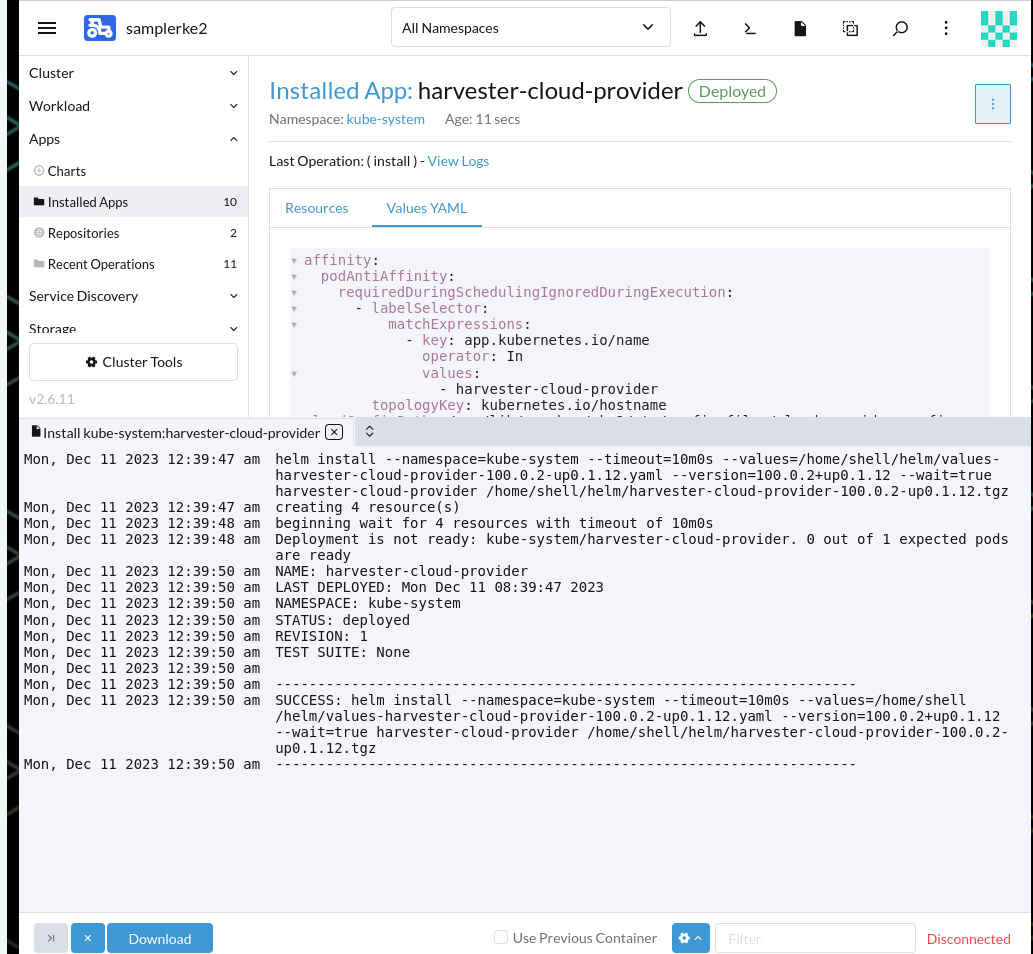 samplerke2
All Namespaces
Cluster
Workload
Apps
Charts
Installed Apps 10
Repositories 2
Recent Operations 11
Service Discovery
Storage
Cluster Tools
v2.6.11
Installed App: harvester-cloud-provider Deployed
Namespace: kube-system Age: 11 secs
Last Operation: ( install ) - View Logs
Resources Values YAML
affinity:
podAntiAffinity:
requiredDuringSchedulingIgnoredDuringExecution:
- labelSelector:
matchExpressions:
- key: app.kubernetes.io/name
operator: In
values:
- harvester-cloud-provider
topologyKey: kubernetes.io/hostname
Install kube-system:harvester-cloud-provider
Mon, Dec 11 2023 12:39:47 am helm install --namespace=kube-system --timeout=10m0s --values=/home/shell/helm/values-
harvester-cloud-provider-100.0.2-up0.1.12.yaml --version=100.0.2+up0.1.12 --wait=true
harvester-cloud-provider /home/shell/helm/harvester-cloud-provider-100.0.2-up0.1.12.tgz
Mon, Dec 11 2023 12:39:47 am creating 4 resource(s)
Mon, Dec 11 2023 12:39:48 am beginning wait for 4 resources with timeout of 10m0s
Mon, Dec 11 2023 12:39:48 am Deployment is not ready: kube-system/harvester-cloud-provider. 0 out of 1 expected pods
are ready
Mon, Dec 11 2023 12:39:50 am NAME: harvester-cloud-provider
Mon, Dec 11 2023 12:39:50 am LAST DEPLOYED: Mon Dec 11 08:39:47 2023
Mon, Dec 11 2023 12:39:50 am NAMESPACE: kube-system
Mon, Dec 11 2023 12:39:50 am STATUS: deployed
Mon, Dec 11 2023 12:39:50 am REVISION: 1
Mon, Dec 11 2023 12:39:50 am TEST SUITE: None
Mon, Dec 11 2023 12:39:50 am
Mon, Dec 11 2023 12:39:50 am ---------------------------------------------------------------------
Mon, Dec 11 2023 12:39:50 am SUCCESS: helm install --namespace=kube-system --timeout=10m0s --values=/home/shell
/helm/values-harvester-cloud-provider-100.0.2-up0.1.12.yaml --version=100.0.2+up0.1.12
--wait=true harvester-cloud-provider /home/shell/helm/harvester-cloud-provider-100.0.2-
up0.1.12.tgz
Mon, Dec 11 2023 12:39:50 am ---------------------------------------------------------------------
Download
Use Previous Container
Filter
Disconnected